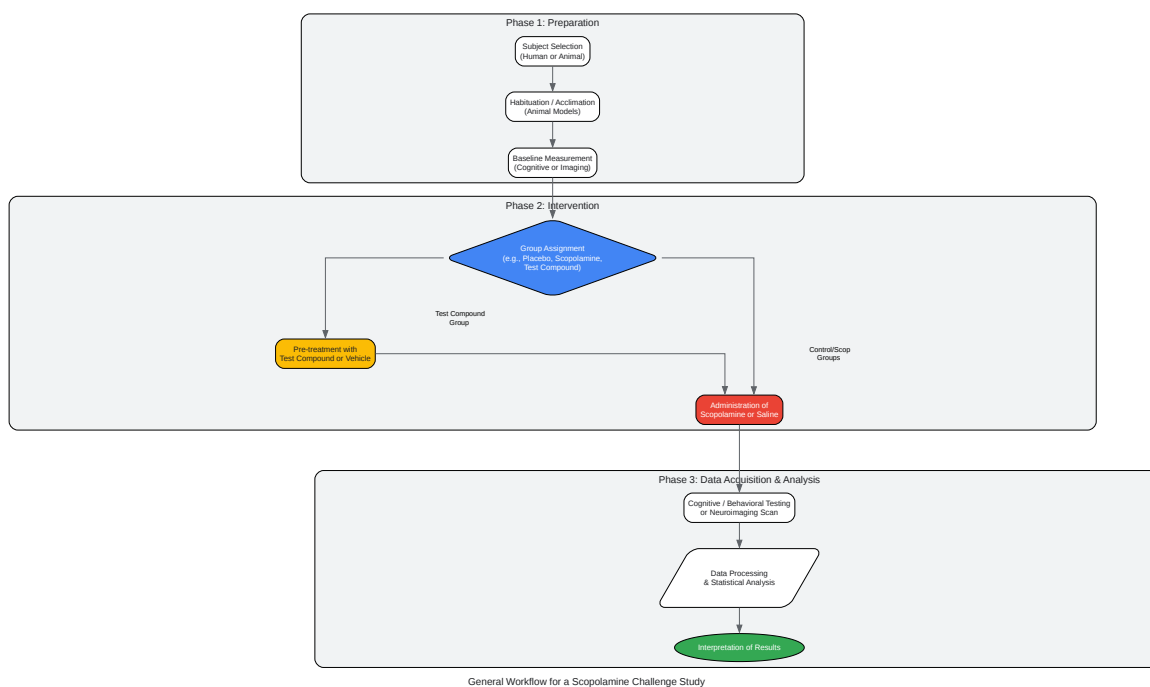 Phase 1: Preparation
Subject Selection
(Human or Animal)
Habituation / Acclimation
(Animal Models)
Baseline Measurement
(Cognitive or Imaging)
Phase 2: Intervention
Group Assignment
(e.g., Placebo, Scopolamine,
Test Compound)
Test Compound
Group
Pre-treatment with
Test Compound or Vehicle
Control/Scop
Groups
Administration of
Scopolamine or Saline
Phase 3: Data Acquisition & Analysis
Cognitive / Behavioral Testing
or Neuroimaging Scan
Data Processing
& Statistical Analysis
Interpretation of Results
General Workflow for a Scopolamine Challenge Study